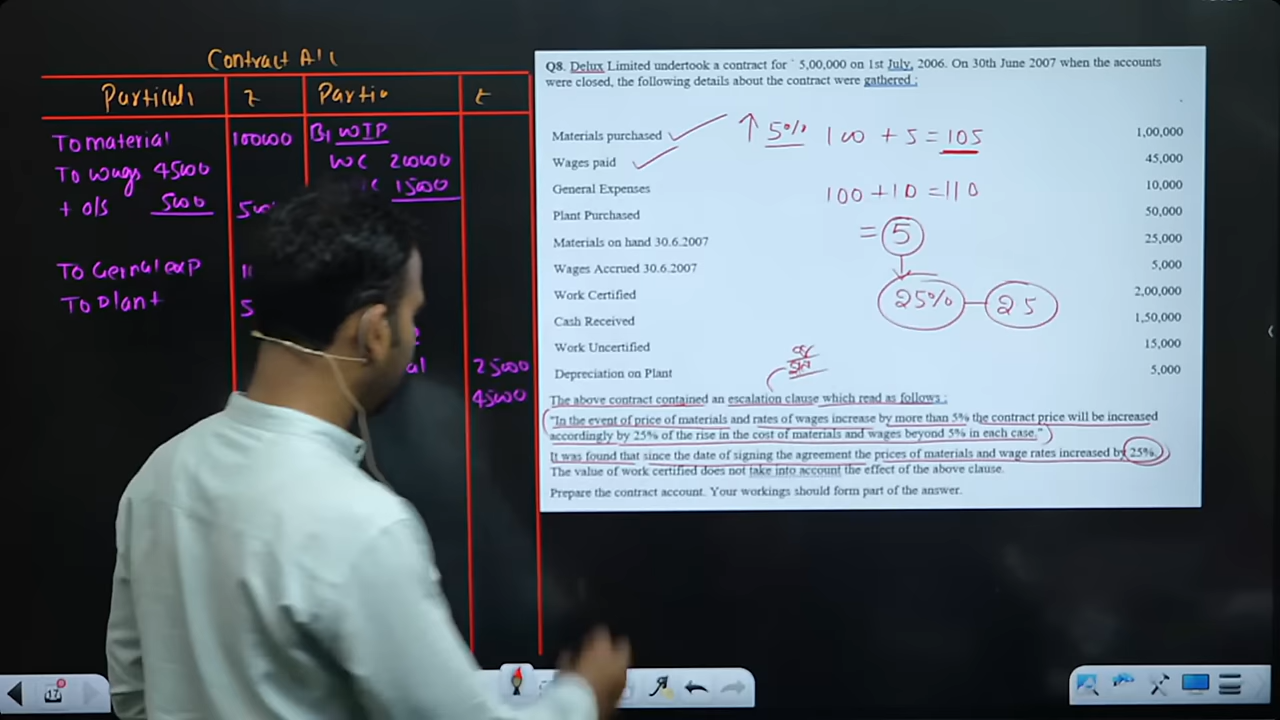 Contract A/c
Particulı ₹ Partic ₹
To material 100000 By WIP
WC 200000
To wags 45000
C 15000
+ o/s 5000
To Gernal exp
To Plant 5
al 25000
45000
Q8. Delux Limited undertook a contract for ` 5,00,000 on 1st July, 2006. On 30th June 2007 when the accounts
were closed, the following details about the contract were gathered :
Materials purchased 1,00,000
↑ 5% 100 + 5 = 105
Wages paid 45,000
General Expenses 10,000
100 + 10 = 110
Plant Purchased 50,000
= 5
Materials on hand 30.6.2007 25,000
Wages Accrued 30.6.2007 5,000
Work Certified 2,00,000
25% 25
Cash Received 1,50,000
Work Uncertified 15,000
Depreciation on Plant 5,000
The above contract contained an escalation clause which read as follows :
"In the event of price of materials and rates of wages increase by more than 5% the contract price will be increased
accordingly by 25% of the rise in the cost of materials and wages beyond 5% in each case."
It was found that since the date of signing the agreement the prices of materials and wage rates increased by 25%.
The value of work certified does not take into account the effect of the above clause.
Prepare the contract account. Your workings should form part of the answer.
17